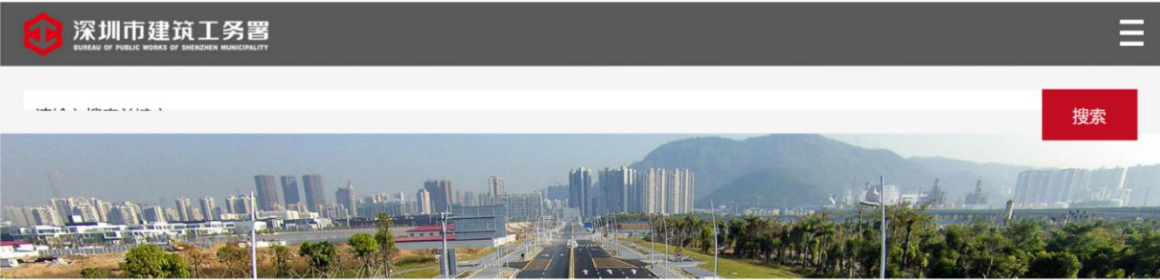 深圳市建筑工务署
BUREAU OF PUBLIC WORKS OF SHENZHEN MUNICIPALITY
搜索